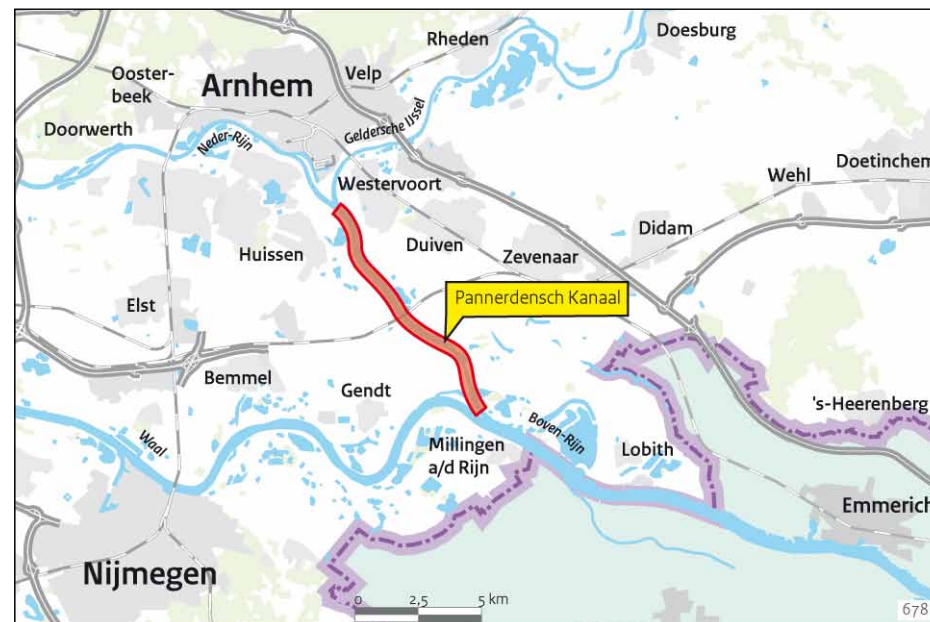 Rheden
Doesburg
Ooster-
beek
Arnhem
Velp
Doorwerth
Neder-Rijn
Geldersche IJssel
Westervoort
Wehl
Doetinchem
Huissen
Duiven
Didam
Zevenaar
Elst
Pannerdensch Kanaal
Bemmel
Gendt
's-Heerenberg
Waal
Millingen
a/d Rijn
Boven-Rijn
Lobith
Emmerich
Nijmegen
0 2,5 5 km
678